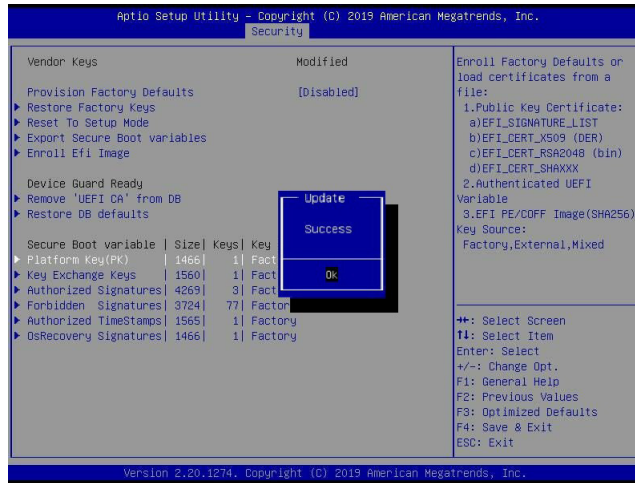 Aptio Setup Utility – Copyright (C) 2019 American Megatrends, Inc.
Security
Vendor Keys Modified
Provision Factory Defaults [Disabled]
Restore Factory Keys
Reset To Setup Mode
Export Secure Boot variables
Enroll Efi Image
Device Guard Ready
Remove 'UEFI CA' from DB
Restore DB defaults
Secure Boot variable | Size| Keys| Key
Platform Key(PK) | 1466| 1| Fact
Key Exchange Keys | 1560| 1| Fact
Authorized Signatures| 4269| 3| Fact
Forbidden Signatures| 3724| 77| Factor
Authorized TimeStamps| 1565| 1| Factory
OsRecovery Signatures| 1466| 1| Factory
Update
Success
Ok
Enroll Factory Defaults or
load certificates from a
file:
1.Public Key Certificate:
a)EFI_SIGNATURE_LIST
b)EFI_CERT_X509 (DER)
c)EFI_CERT_RSA2048 (bin)
d)EFI_CERT_SHAXXX
2.Authenticated UEFI
Variable
3.EFI PE/COFF Image(SHA256)
Key Source:
Factory,External,Mixed
→←: Select Screen
↑↓: Select Item
Enter: Select
+/-: Change Opt.
F1: General Help
F2: Previous Values
F3: Optimized Defaults
F4: Save & Exit
ESC: Exit
Version 2.20.1274. Copyright (C) 2019 American Megatrends, Inc.